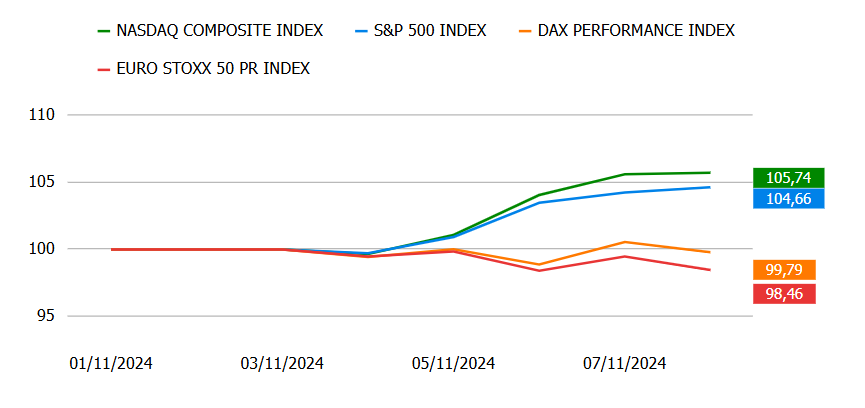 NASDAQ COMPOSITE INDEX S&P 500 INDEX DAX PERFORMANCE INDEX
EURO STOXX 50 PR INDEX
110
105
105,74
104,66
100
99,79
98,46
95
01/11/2024 03/11/2024 05/11/2024 07/11/2024